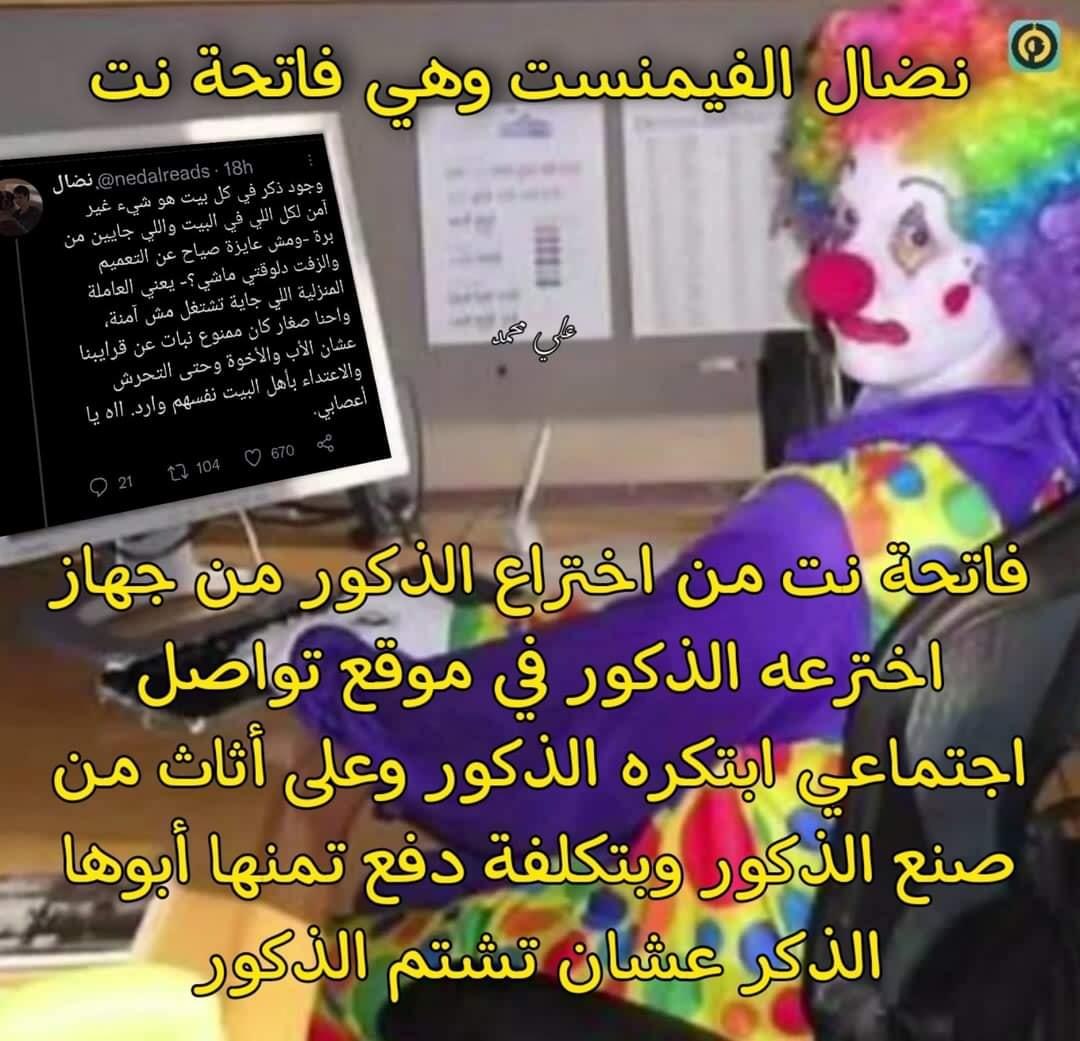 نضال الفيمنست وهي فاتحة نت
نضال @nedalreads · 18h
وجود ذكر في كل بيت هو شيء غير
آمن لكل اللي في البيت واللي جايين من
برة -ومش عايزة صياح عن التعميم
والزفت دلوقتي ماشي؟- يعني العاملة
المنزلية اللي جاية تشتغل مش آمنة،
واحنا صغار كان ممنوع نبات عن قرايبنا
عشان الأب والأخوة وحتى التحرش
والاعتداء بأهل البيت نفسهم وارد. ااه يا
أعصابي.
21 104 670
علي محمد
فاتحة نت من اختراع الذكور من جهاز
اخترعه الذكور في موقع تواصل
اجتماعي ابتكره الذكور وعلى أثاث من
صنع الذكور وبتكلفة دفع تمنها أبوها
الذكر عشان تشتم الذكور